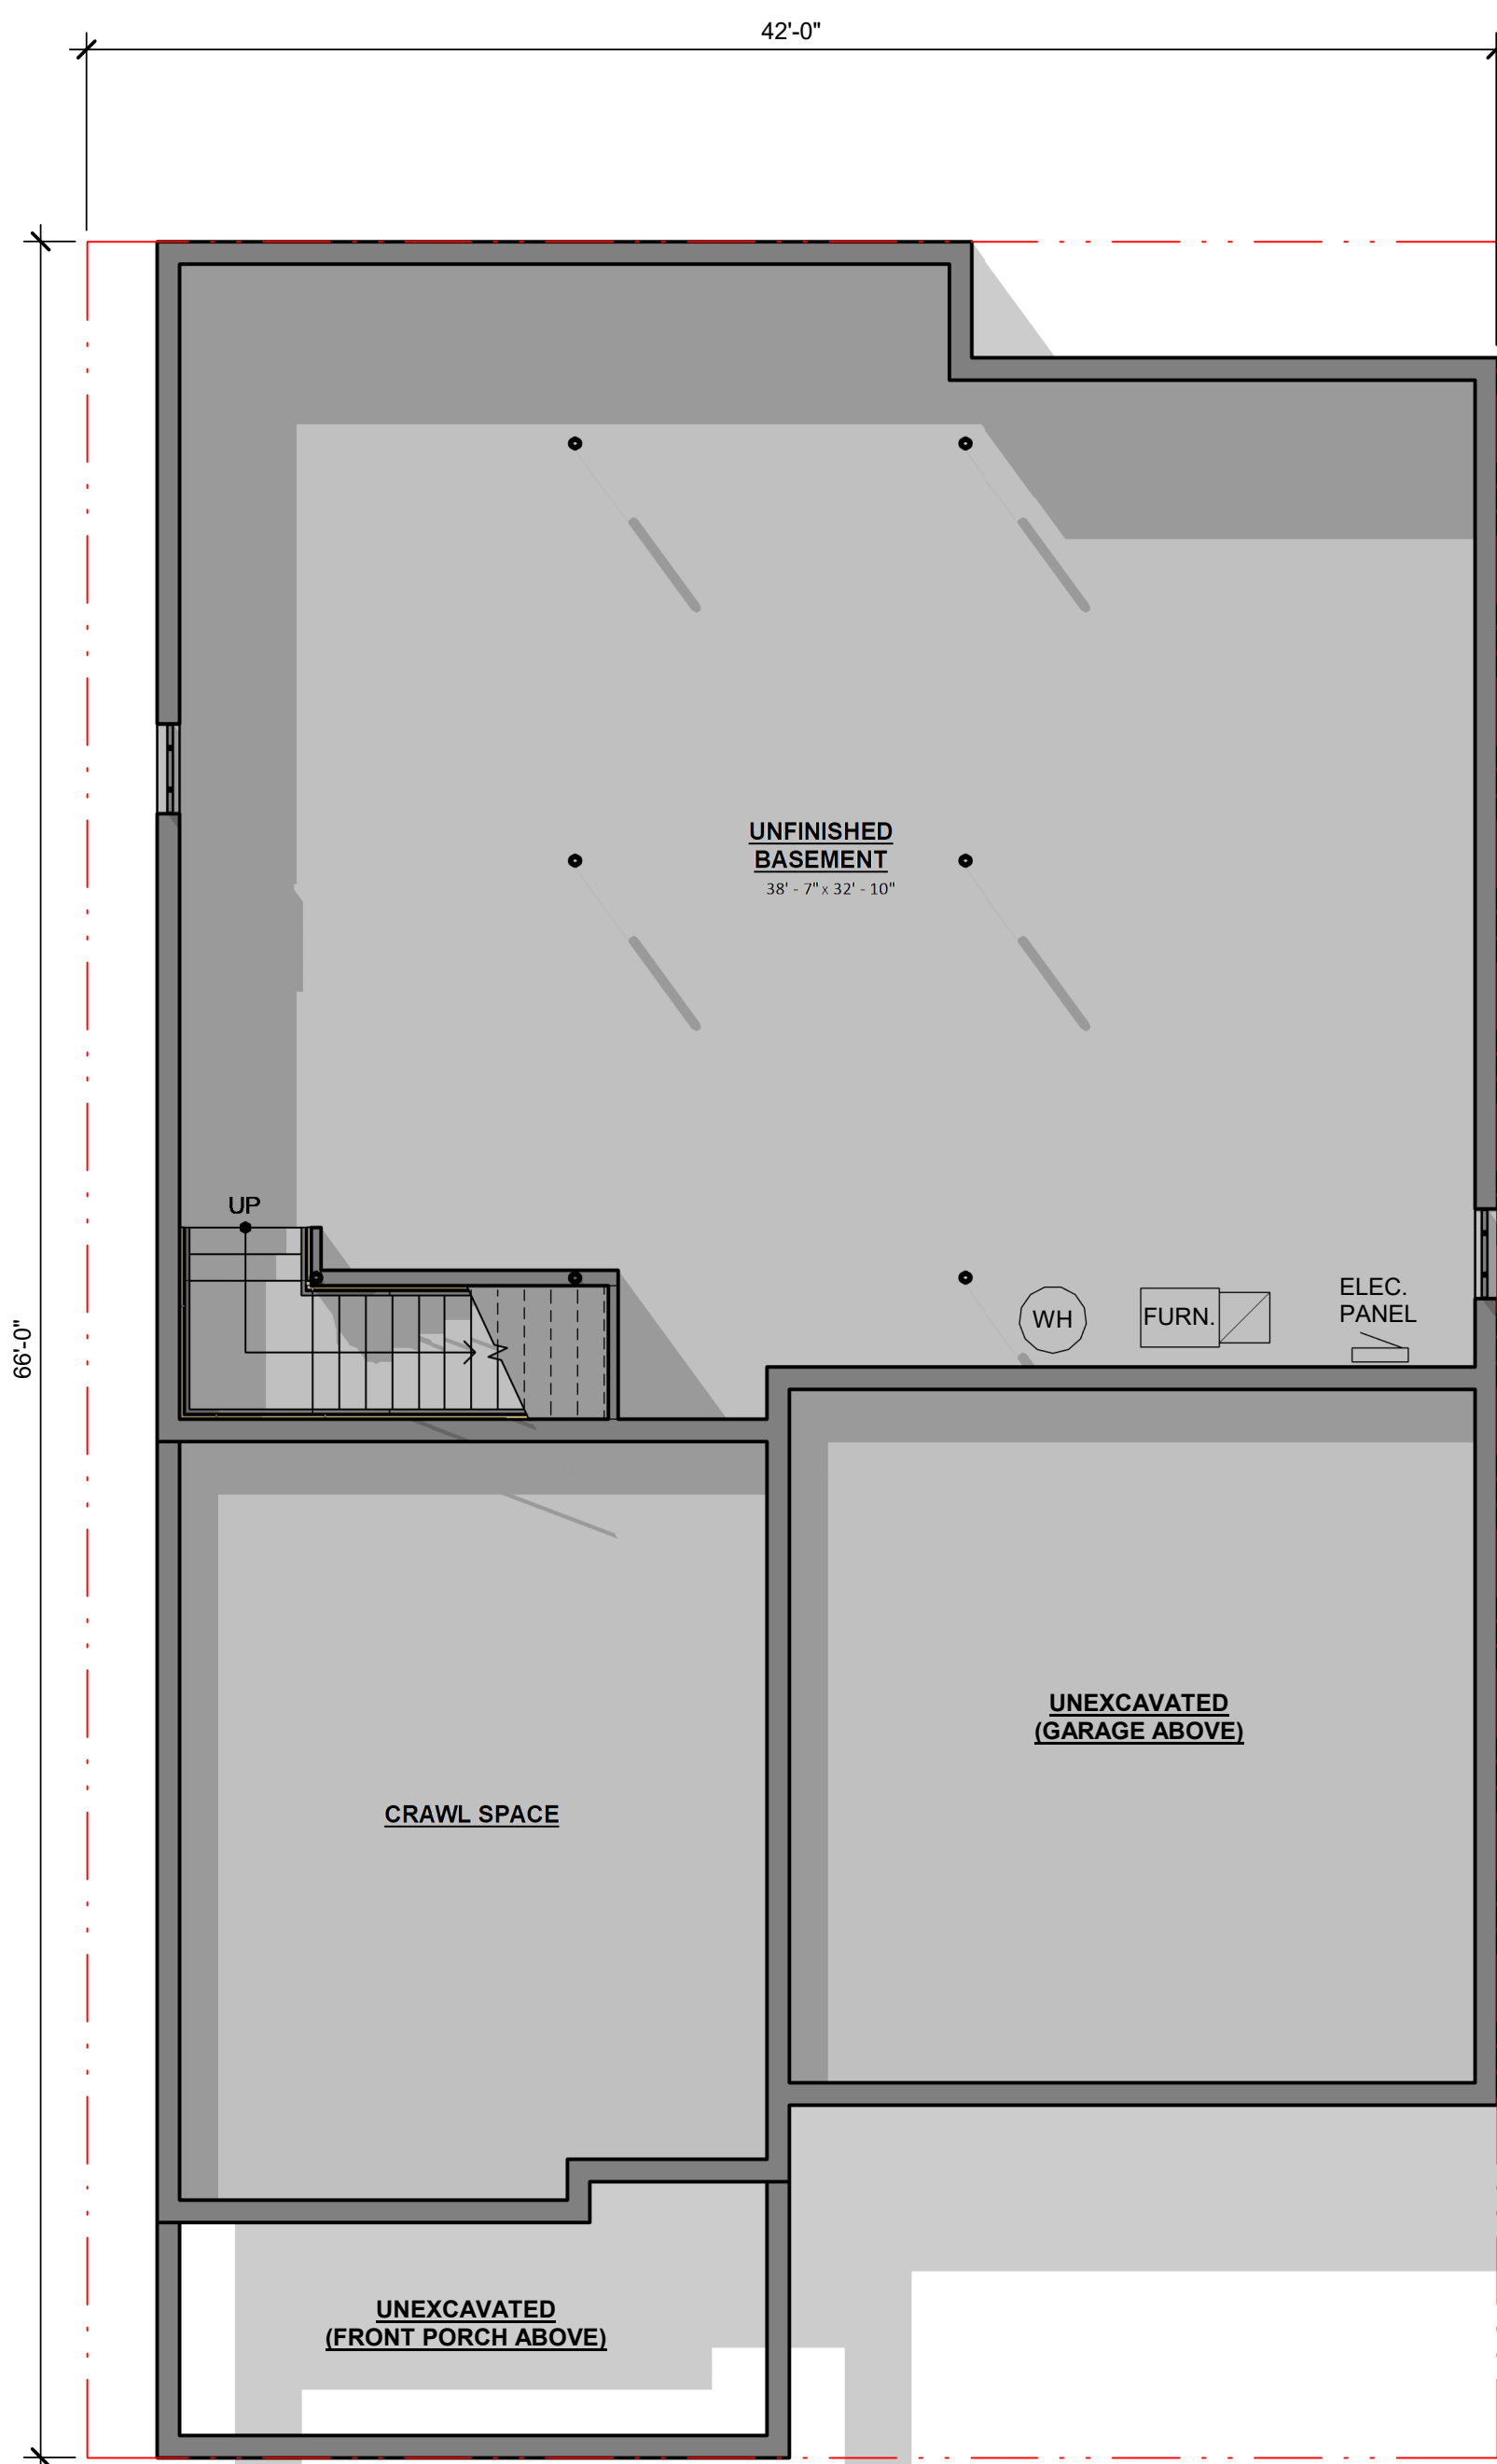 42'-0"
UNFINISHED
BASEMENT
38' - 7" x 32' - 10"
UP
ELEC.
PANEL
WH
FURN.
66'-0"
UNEXCAVATED
(GARAGE ABOVE)
CRAWL SPACE
UNEXCAVATED
(FRONT PORCH ABOVE)